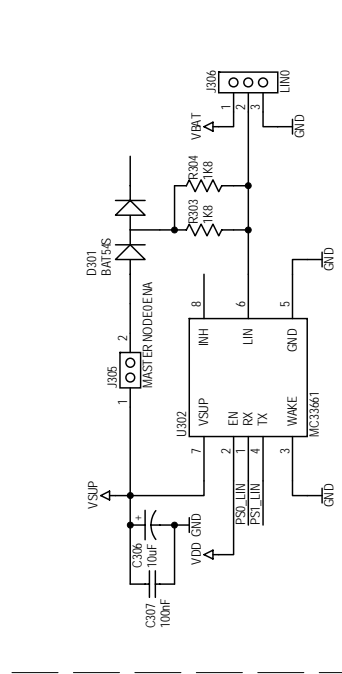 J306
1
2
3
LIN0
VBAT
GND
R304
1K8
R303
1K8
D301
BAT54S
J305
1
2
MASTER NODE0 ENA
VSUP
C306
10uF
+
C307
100nF
GND
VDD
U302
7
VSUP
INH
8
2
EN
1
RX
LIN
6
4
TX
3
WAKE
GND
5
MC33661
PS0_LIN
PS1_LIN
GND
GND